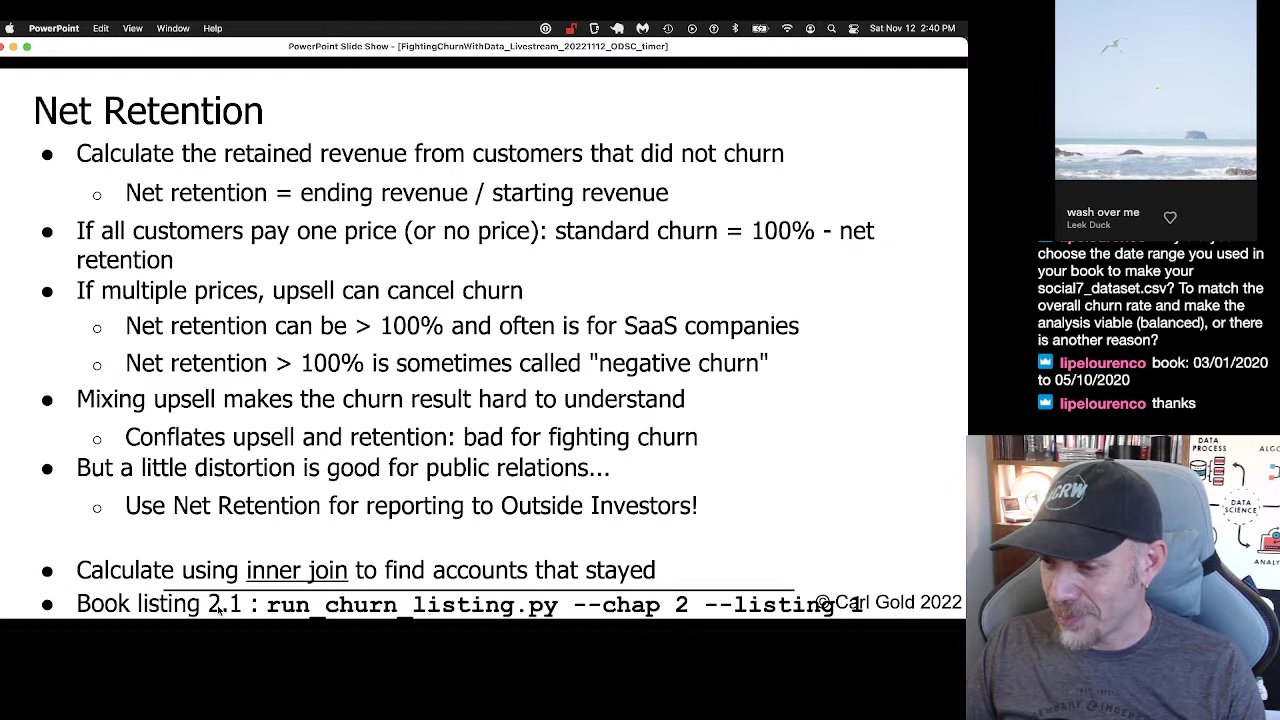 PowerPoint Edit View Window Help Sat Nov 12 2:40 PM
PowerPoint Slide Show - [FightingChurnWithData_Livestream_20221112_ODSC_timer]
Net Retention
● Calculate the retained revenue from customers that did not churn
○ Net retention = ending revenue / starting revenue
● If all customers pay one price (or no price): standard churn = 100% - net
retention
● If multiple prices, upsell can cancel churn
○ Net retention can be > 100% and often is for SaaS companies
○ Net retention > 100% is sometimes called "negative churn"
● Mixing upsell makes the churn result hard to understand
○ Conflates upsell and retention: bad for fighting churn
● But a little distortion is good for public relations...
○ Use Net Retention for reporting to Outside Investors!
● Calculate using inner join to find accounts that stayed
● Book listing 2.1 : run_churn_listing.py --chap 2 --listing 1
© Carl Gold 2022
wash over me
Leek Duck
choose the date range you used in
your book to make your
social7_dataset.csv? To match the
overall churn rate and make the
analysis viable (balanced), or there
is another reason?
lipelourenco book: 03/01/2020
to 05/10/2020
lipelourenco thanks
DATA
PROCESSING
DATA
SCIENCE
CRW